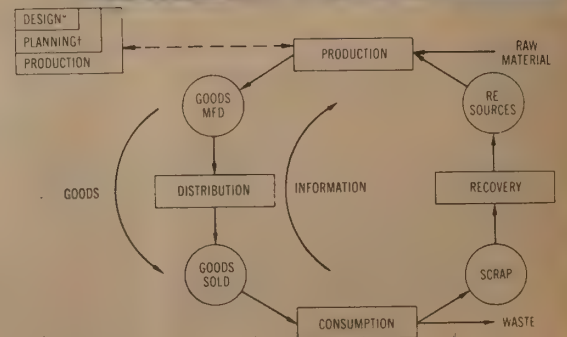 DESIGN*
PLANNING†
PRODUCTION
PRODUCTION
RAW
MATERIAL
GOODS
MFD
RE
SOURCES
GOODS
DISTRIBUTION
INFORMATION
RECOVERY
GOODS
SOLD
SCRAP
CONSUMPTION
WASTE